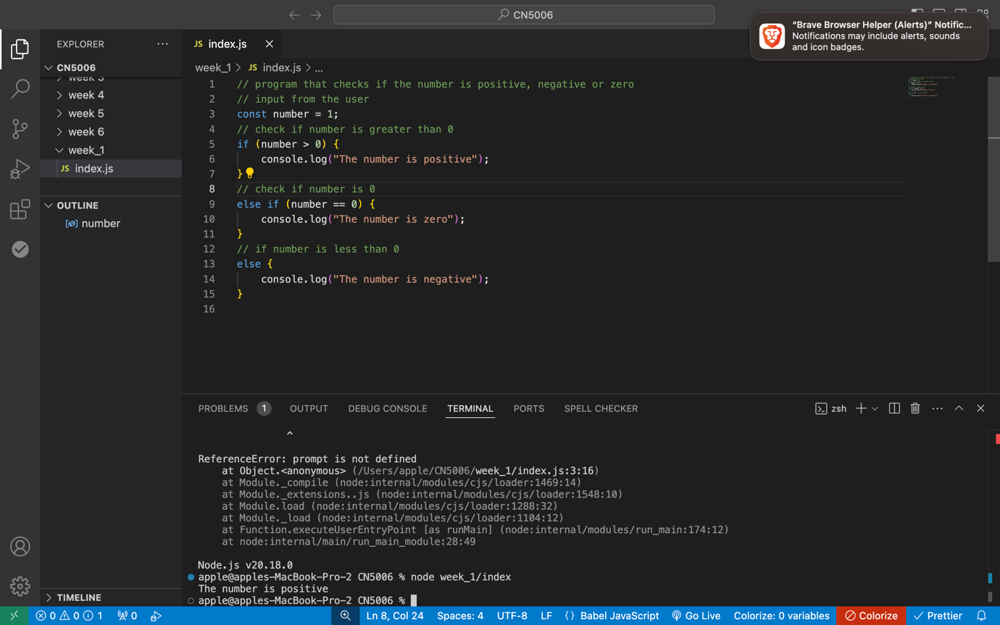 CN5006
“Brave Browser Helper (Alerts)” Notific...
Notifications may include alerts, sounds
and icon badges.
EXPLORER
CN5006
week 3
week 4
week 5
week 6
week_1
JS index.js
OUTLINE
number
TIMELINE
JS index.js
week_1 > JS index.js > ...
1 // program that checks if the number is positive, negative or zero
2 // input from the user
3 const number = 1;
4 // check if number is greater than 0
5 if (number > 0) {
6 console.log("The number is positive");
7 }
8 // check if number is 0
9 else if (number == 0) {
10 console.log("The number is zero");
11 }
12 // if number is less than 0
13 else {
14 console.log("The number is negative");
15 }
16
PROBLEMS 1 OUTPUT DEBUG CONSOLE TERMINAL PORTS SPELL CHECKER zsh
^
ReferenceError: prompt is not defined
at Object.<anonymous> (/Users/apple/CN5006/week_1/index.js:3:16)
at Module._compile (node:internal/modules/cjs/loader:1469:14)
at Module._extensions..js (node:internal/modules/cjs/loader:1548:10)
at Module.load (node:internal/modules/cjs/loader:1288:32)
at Module._load (node:internal/modules/cjs/loader:1104:12)
at Function.executeUserEntryPoint [as runMain] (node:internal/modules/run_main:174:12)
at node:internal/main/run_main_module:28:49
Node.js v20.18.0
apple@apples-MacBook-Pro-2 CN5006 % node week_1/index
The number is positive
apple@apples-MacBook-Pro-2 CN5006 %
0 0 1 0 Ln 8, Col 24 Spaces: 4 UTF-8 LF {} Babel JavaScript Go Live Colorize: 0 variables Colorize Prettier